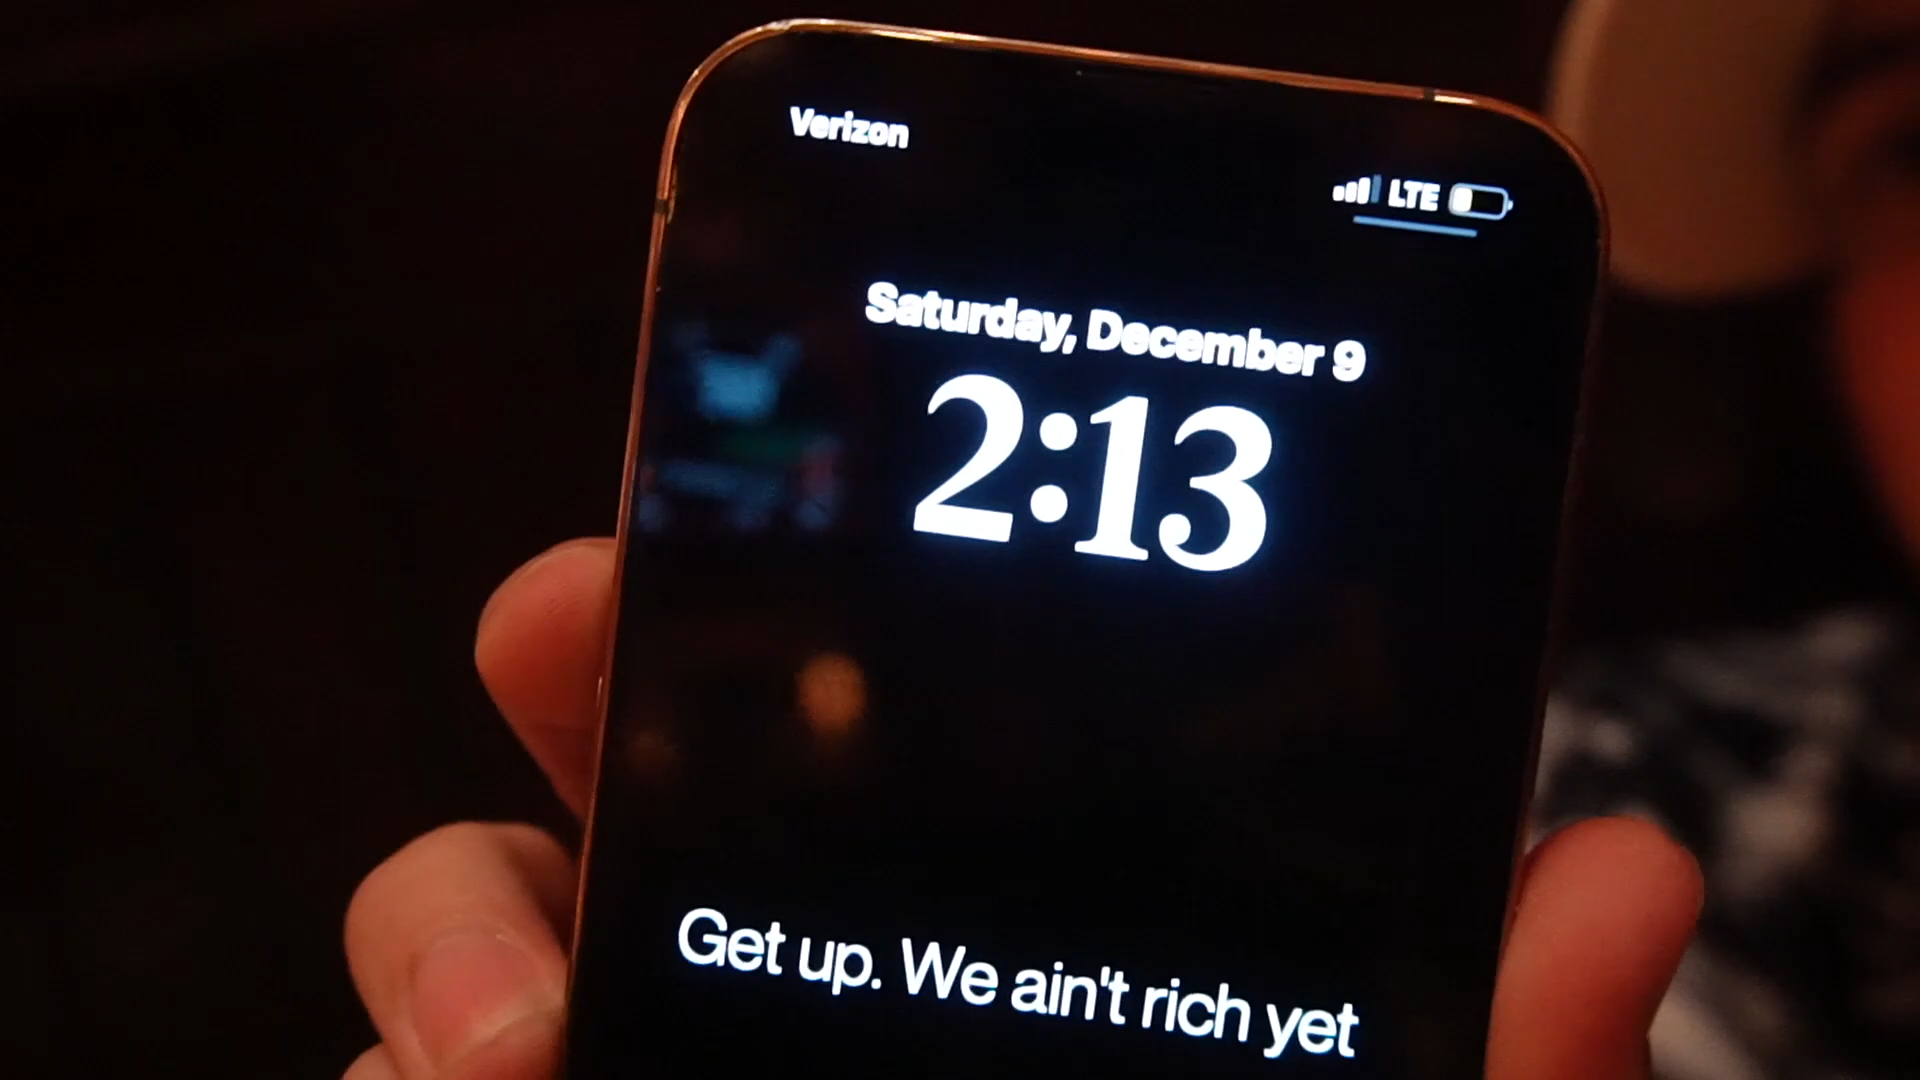 Verizon
LTE
Saturday, December 9
2:13
Get up. We ain't rich yet